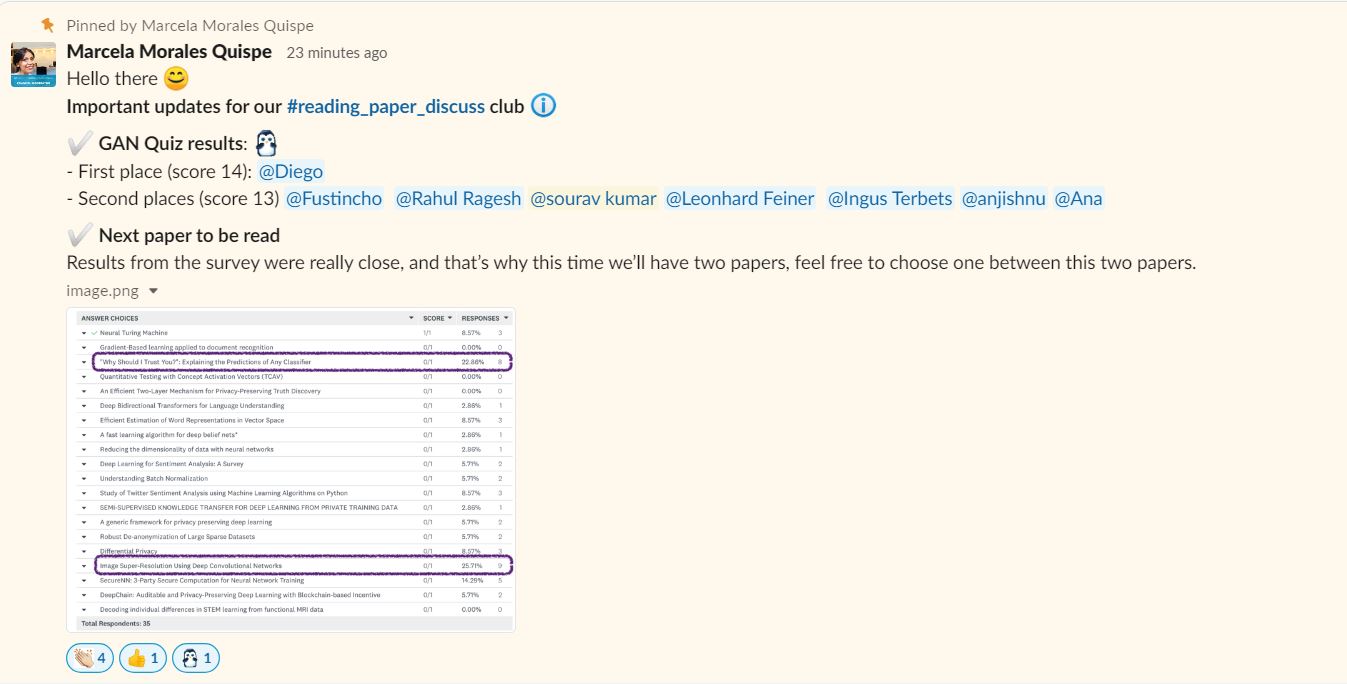 Pinned by Marcela Morales Quispe
Marcela Morales Quispe 23 minutes ago
Hello there
Important updates for our #reading_paper_discuss club
GAN Quiz results:
- First place (score 14): @Diego
- Second places (score 13) @Fustincho @Rahul Ragesh @sourav kumar @Leonhard Feiner @Ingus Terbets @anjishnu @Ana
Next paper to be read
Results from the survey were really close, and that's why this time we'll have two papers, feel free to choose one between this two papers.
image.png
ANSWER CHOICES SCORE RESPONSES
Neural Turing Machine 1/1 8.57% 3
Gradient-Based learning applied to document recognition 0/1 0.00% 0
"Why Should I Trust You?": Explaining the Predictions of Any Classifier 0/1 22.86% 8
Quantitative Testing with Concept Activation Vectors (TCAV) 0/1 0.00% 0
An Efficient Two-Layer Mechanism for Privacy-Preserving Truth Discovery 0/1 0.00% 0
Deep Bidirectional Transformers for Language Understanding 0/1 2.86% 1
Efficient Estimation of Word Representations in Vector Space 0/1 8.57% 3
A fast learning algorithm for deep belief nets* 0/1 2.86% 1
Reducing the dimensionality of data with neural networks 0/1 2.86% 1
Deep Learning for Sentiment Analysis: A Survey 0/1 5.71% 2
Understanding Batch Normalization 0/1 5.71% 2
Study of Twitter Sentiment Analysis using Machine Learning Algorithms on Python 0/1 8.57% 3
SEMI-SUPERVISED KNOWLEDGE TRANSFER FOR DEEP LEARNING FROM PRIVATE TRAINING DATA 0/1 2.86% 1
A generic framework for privacy preserving deep learning 0/1 5.71% 2
Robust De-anonymization of Large Sparse Datasets 0/1 5.71% 2
Differential Privacy 0/1 8.57% 3
Image Super-Resolution Using Deep Convolutional Networks 0/1 25.71% 9
SecureNN: 3-Party Secure Computation for Neural Network Training 0/1 14.29% 5
DeepChain: Auditable and Privacy-Preserving Deep Learning with Blockchain-based Incentive 0/1 5.71% 2
Decoding individual differences in STEM learning from functional MRI data 0/1 0.00% 0
Total Respondents: 35
4 1 1